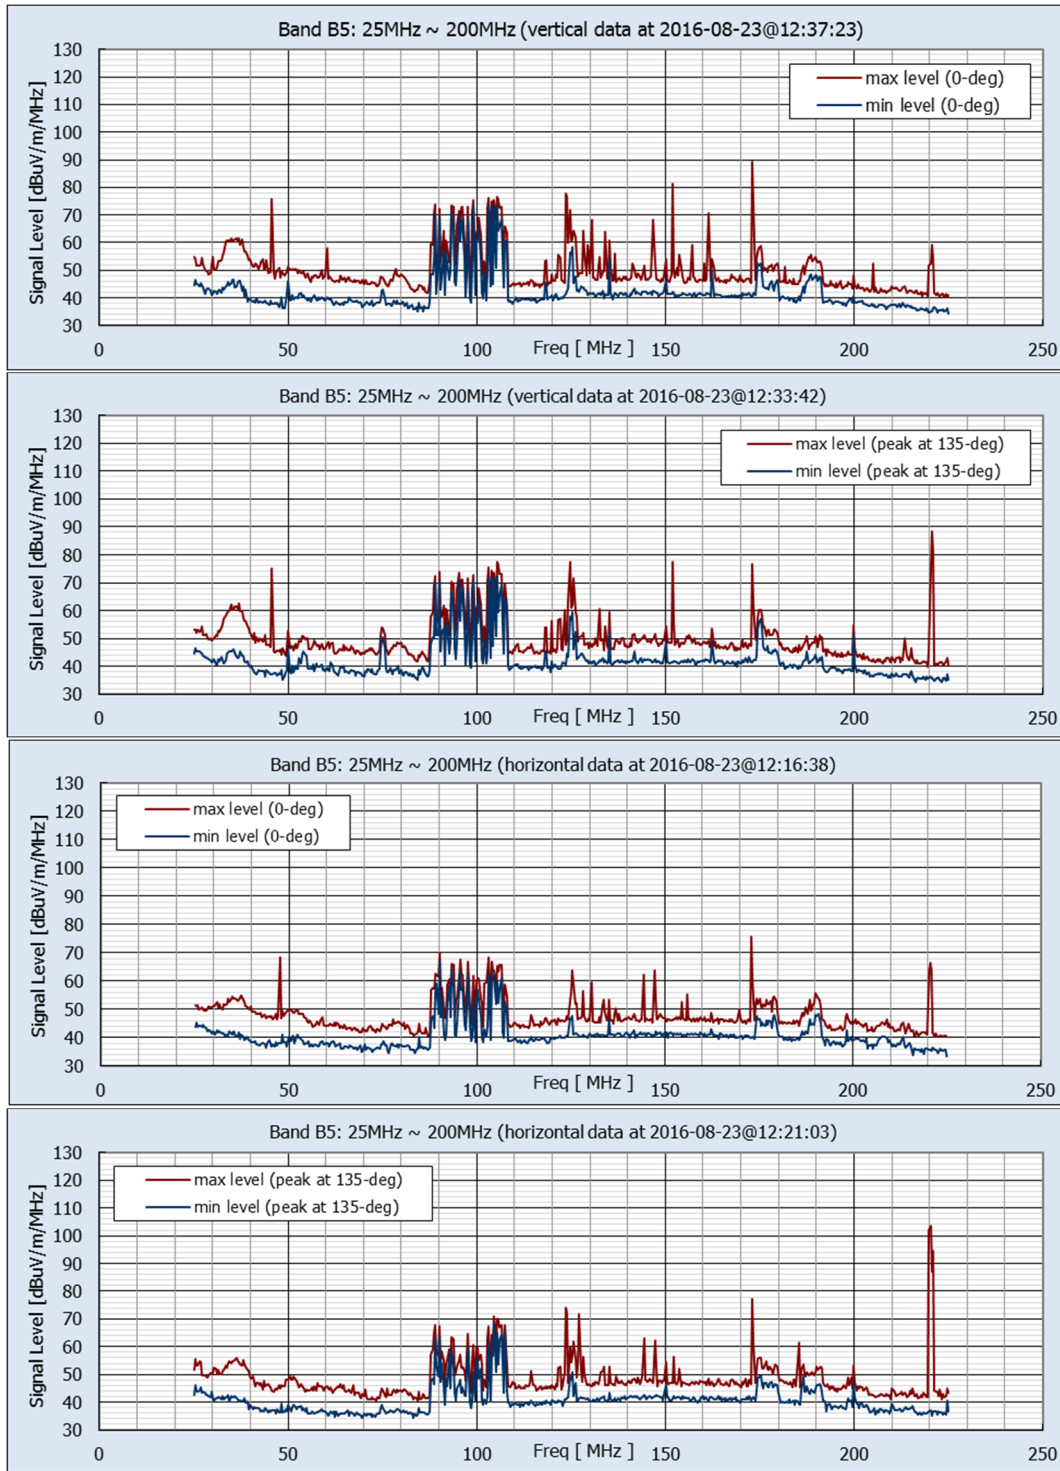 Band B5: 25MHz ~ 200MHz (vertical data at 2016-08-23@12:37:23)
Signal Level [dBuV/m/MHz]
130
120
110
100
90
80
70
60
50
40
30
max level (0-deg)
min level (0-deg)
0 50 100 150 200 250
Freq [ MHz ]
Band B5: 25MHz ~ 200MHz (vertical data at 2016-08-23@12:33:42)
Signal Level [dBuV/m/MHz]
130
120
110
100
90
80
70
60
50
40
30
max level (peak at 135-deg)
min level (peak at 135-deg)
0 50 100 150 200 250
Freq [ MHz ]
Band B5: 25MHz ~ 200MHz (horizontal data at 2016-08-23@12:16:38)
Signal Level [dBuV/m/MHz]
130
120
110
100
90
80
70
60
50
40
30
max level (0-deg)
min level (0-deg)
0 50 100 150 200 250
Freq [ MHz ]
Band B5: 25MHz ~ 200MHz (horizontal data at 2016-08-23@12:21:03)
Signal Level [dBuV/m/MHz]
130
120
110
100
90
80
70
60
50
40
30
max level (peak at 135-deg)
min level (peak at 135-deg)
0 50 100 150 200 250
Freq [ MHz ]